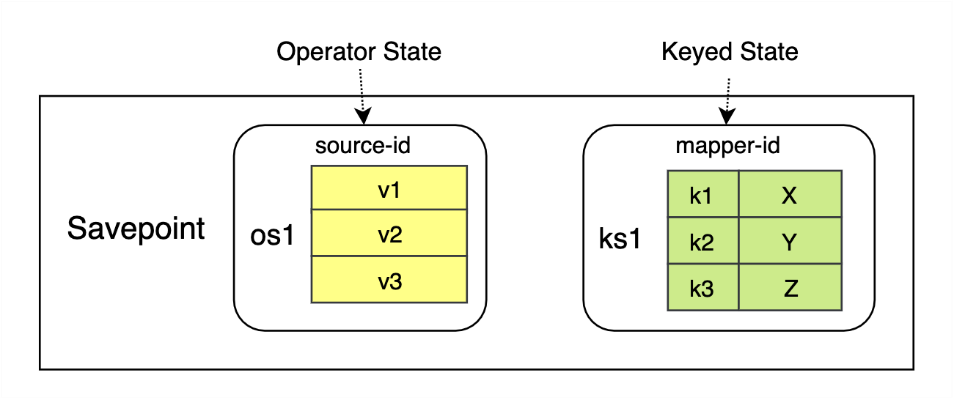 Operator State
Keyed State
source-id
mapper-id
Savepoint
os1
v1
v2
v3
ks1
k1 X
k2 Y
k3 Z